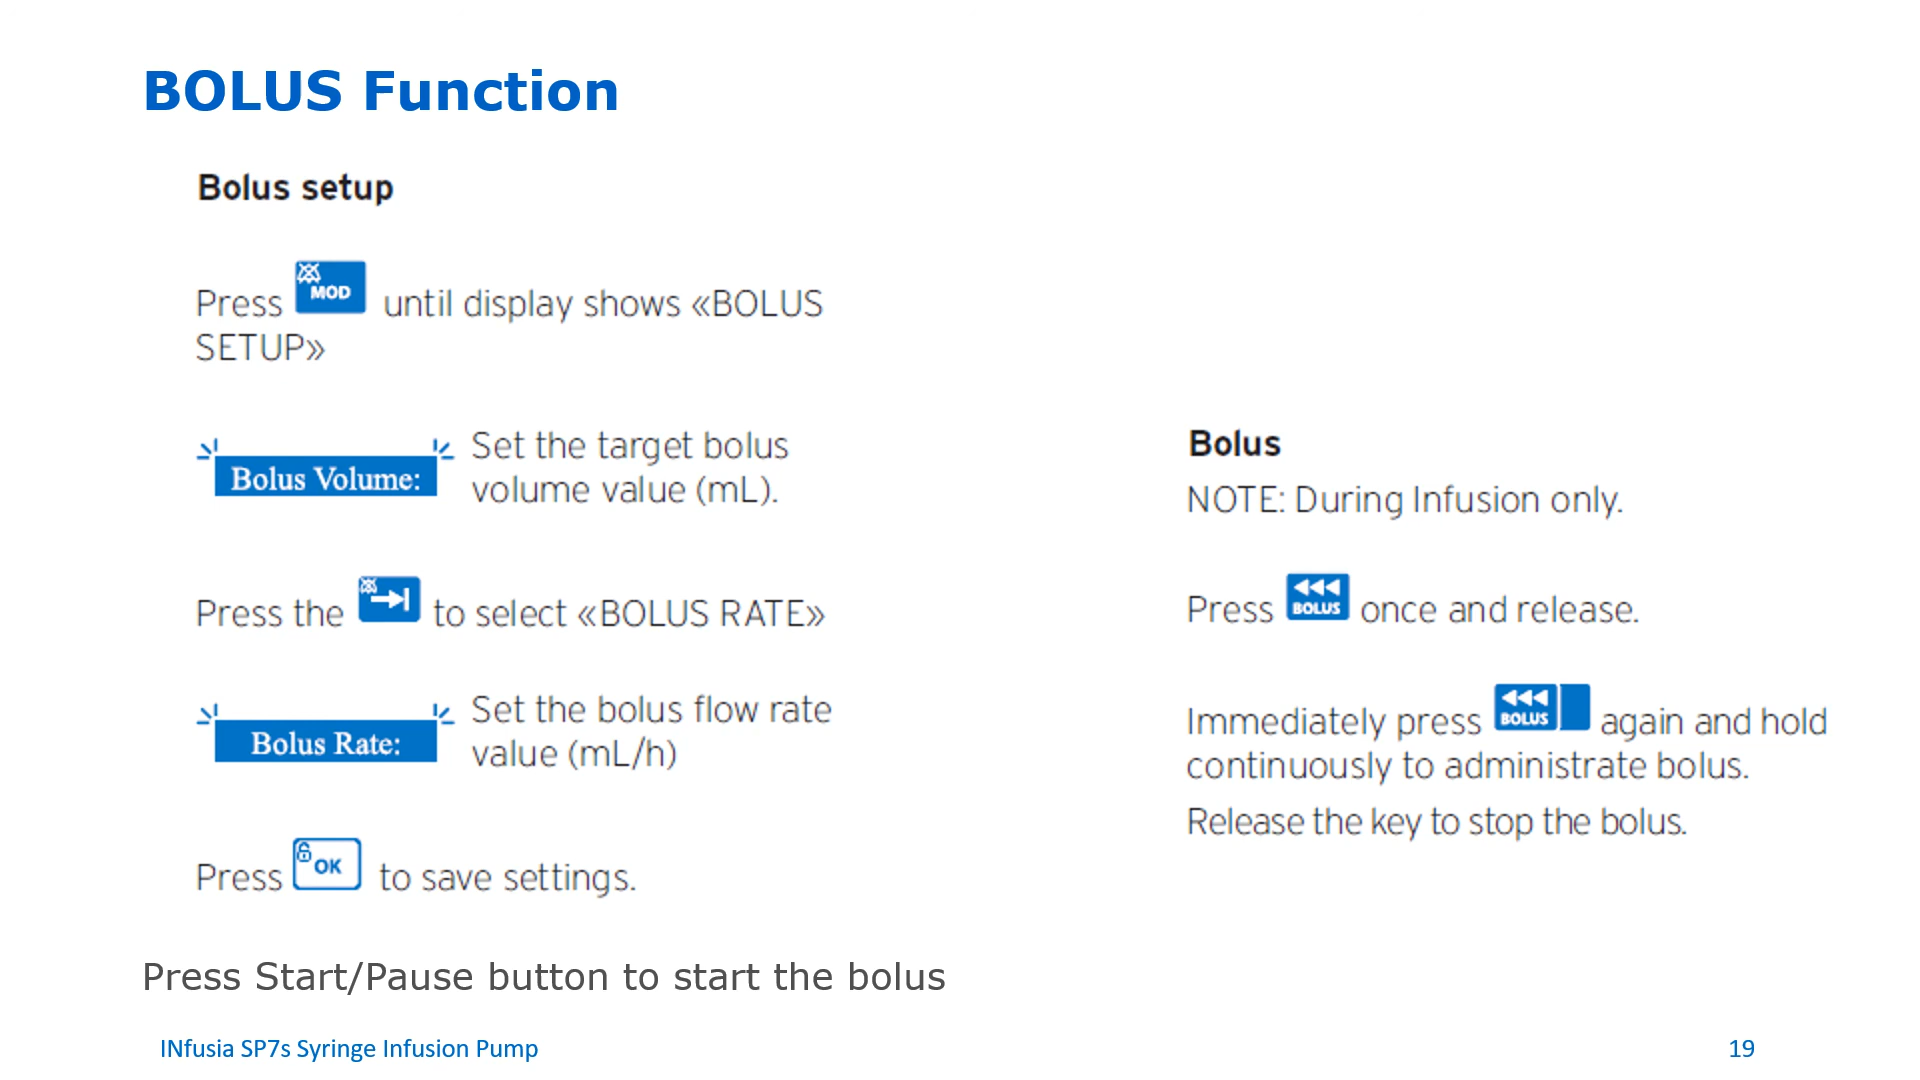 BOLUS Function
Bolus setup
Press MOD until display shows «BOLUS
SETUP»
Bolus Volume: Set the target bolus
volume value (mL).
Press the to select «BOLUS RATE»
Bolus Rate: Set the bolus flow rate
value (mL/h)
Press OK to save settings.
Press Start/Pause button to start the bolus
Bolus
NOTE: During Infusion only.
Press BOLUS once and release.
Immediately press BOLUS again and hold
continuously to administrate bolus.
Release the key to stop the bolus.
INfusia SP7s Syringe Infusion Pump
19